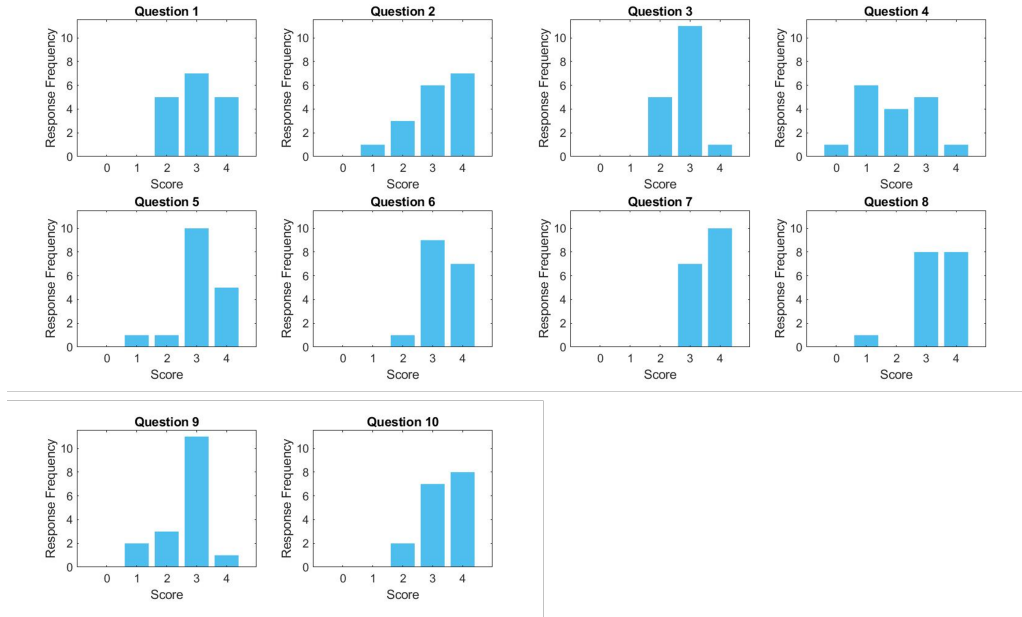 Question 1
Response Frequency
10
8
6
4
2
0
0 1 2 3 4
Score
Question 2
Response Frequency
10
8
6
4
2
0
0 1 2 3 4
Score
Question 3
Response Frequency
10
8
6
4
2
0
0 1 2 3 4
Score
Question 4
Response Frequency
10
8
6
4
2
0
0 1 2 3 4
Score
Question 5
Response Frequency
10
8
6
4
2
0
0 1 2 3 4
Score
Question 6
Response Frequency
10
8
6
4
2
0
0 1 2 3 4
Score
Question 7
Response Frequency
10
8
6
4
2
0
0 1 2 3 4
Score
Question 8
Response Frequency
10
8
6
4
2
0
0 1 2 3 4
Score
Question 9
Response Frequency
10
8
6
4
2
0
0 1 2 3 4
Score
Question 10
Response Frequency
10
8
6
4
2
0
0 1 2 3 4
Score